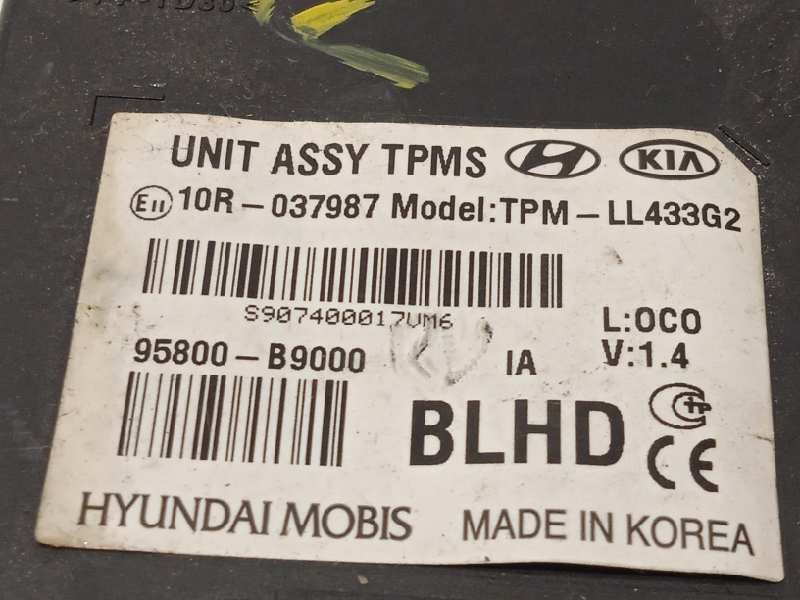 UNIT ASSY TPMS KIA
E11 10R-037987 Model:TPM-LL433G2
S907400017VM6
L:OCO
95800-B9000 IA V:1.4
BLHD
CE
HYUNDAI MOBIS MADE IN KOREA